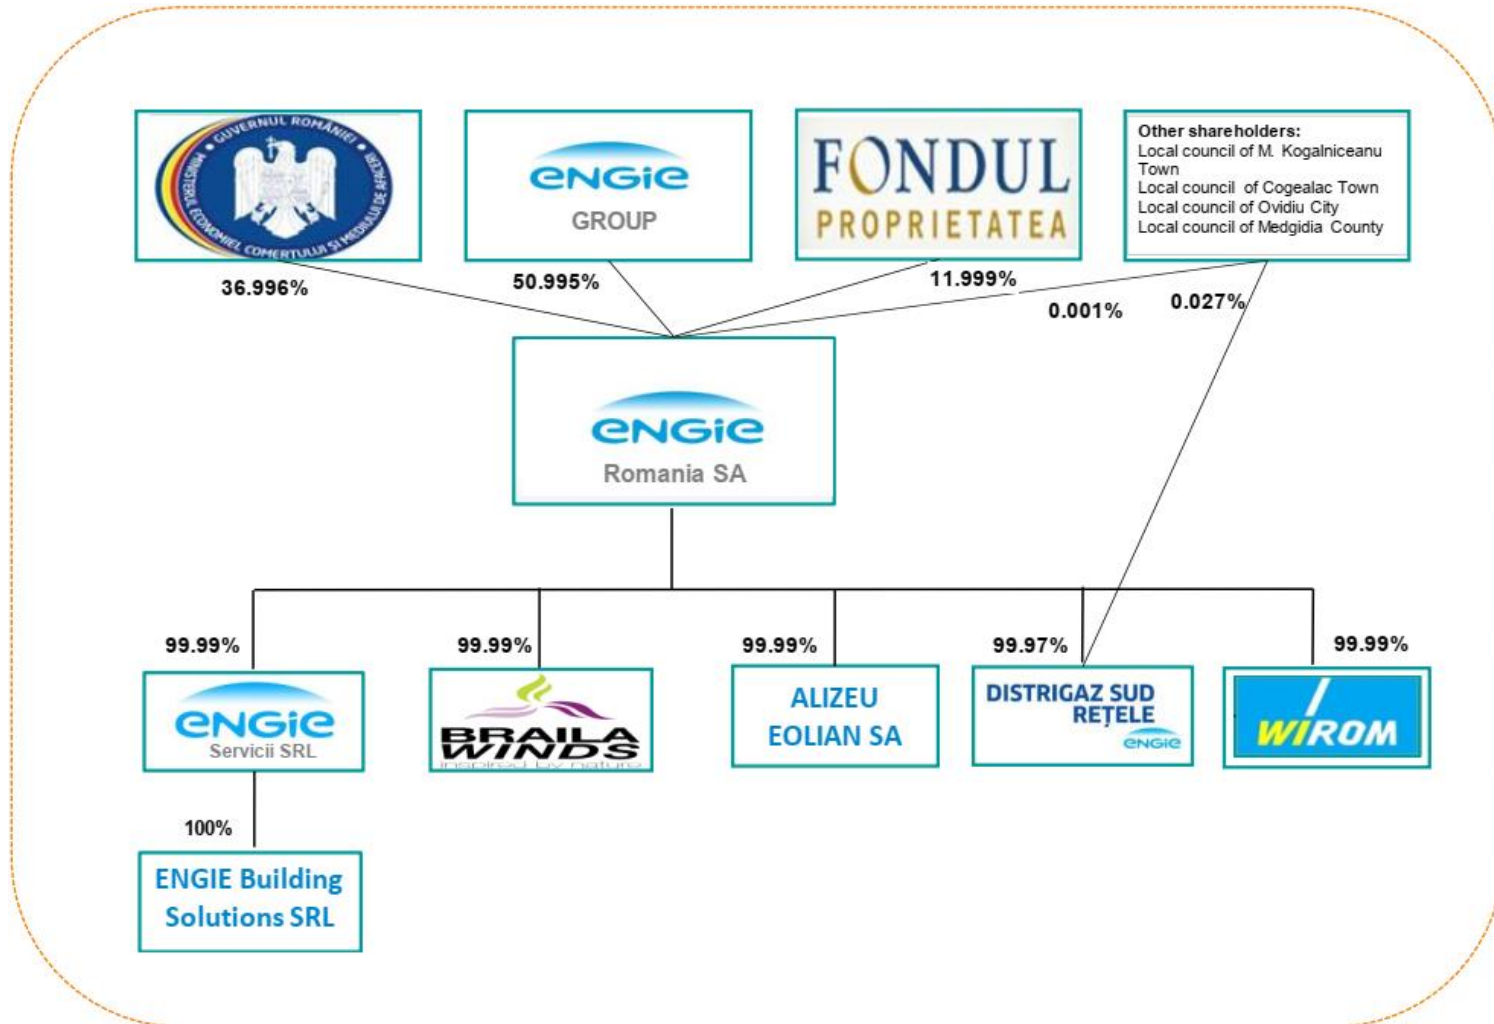 GUVERNUL ROMÂNIEI
MINISTERUL ECONOMIEI, COMERTULUI ȘI MEDIULUI DE AFACERI
ENGIE
GROUP
FONDUL
PROPRIETATEA
Other shareholders:
Local council of M. Kogalniceanu
Town
Local council of Cogealac Town
Local council of Ovidiu City
Local council of Medgidia County
36.996%
50.995%
11.999%
0.001%
0.027%
ENGIE
Romania SA
99.99%
99.99%
99.99%
99.97%
99.99%
ENGIE
Servicii SRL
BRAILA
WINDS
inspired by nature
ALIZEU
EOLIAN SA
DISTRIGAZ SUD
REȚELE
ENGIE
WIROM
100%
ENGIE Building
Solutions SRL